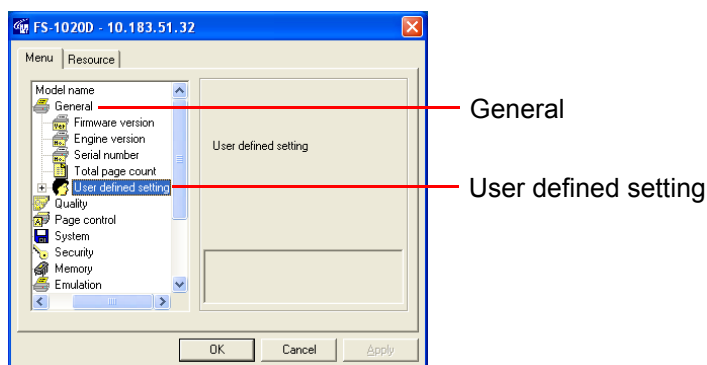 FS-1020D - 10.183.51.32
Menu
Resource
Model name
General
Firmware version
Engine version
Serial number
Total page count
User defined setting
Quality
Page control
System
Security
Memory
Emulation
User defined setting
OK
Cancel
Apply
General
User defined setting